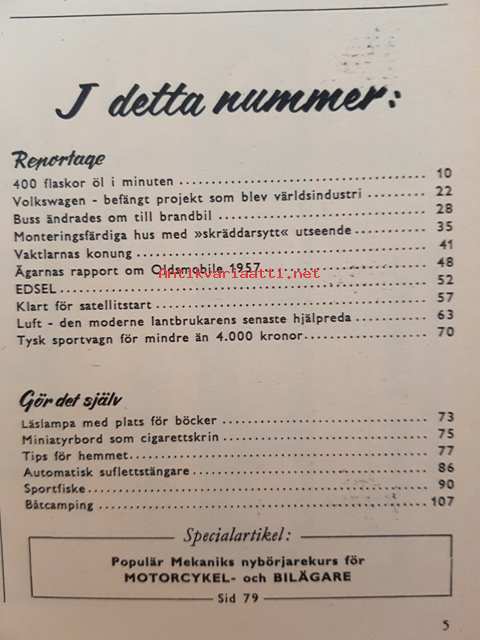 I detta nummer:
Reportage
400 flaskor öl i minuten 10
Volkswagen - befängt projekt som blev världsindustri 22
Buss ändrades om till brandbil 28
Monteringsfärdiga hus med »skräddarsytt« utseende 35
Vaktlarnas konung 41
Ägarnas rapport om Oldsmobile 1957 48
Antikvariaatti1.net
EDSEL 52
Klart för satellitstart 57
Luft - den moderne lantbrukarens senaste hjälpreda 63
Tysk sportvagn för mindre än 4.000 kronor 70
Gör det själv
Läslampa med plats för böcker 73
Miniatyrbord som cigarettskrin 75
Tips för hemmet 77
Automatisk suflettstängare 86
Sportfiske 90
Båtcamping 107
Specialartikel:
Populär Mekaniks nybörjarekurs för
MOTORCYKEL- och BILÄGARE
Sid 79
5